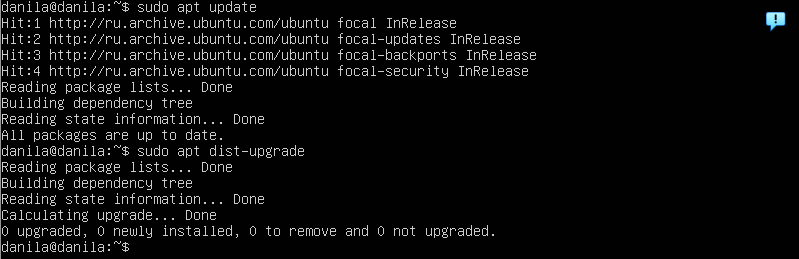 danila@danila:~$ sudo apt update
Hit:1 http://ru.archive.ubuntu.com/ubuntu focal InRelease
Hit:2 http://ru.archive.ubuntu.com/ubuntu focal-updates InRelease
Hit:3 http://ru.archive.ubuntu.com/ubuntu focal-backports InRelease
Hit:4 http://ru.archive.ubuntu.com/ubuntu focal-security InRelease
Reading package lists... Done
Building dependency tree
Reading state information... Done
All packages are up to date.
danila@danila:~$ sudo apt dist-upgrade
Reading package lists... Done
Building dependency tree
Reading state information... Done
Calculating upgrade... Done
0 upgraded, 0 newly installed, 0 to remove and 0 not upgraded.
danila@danila:~$